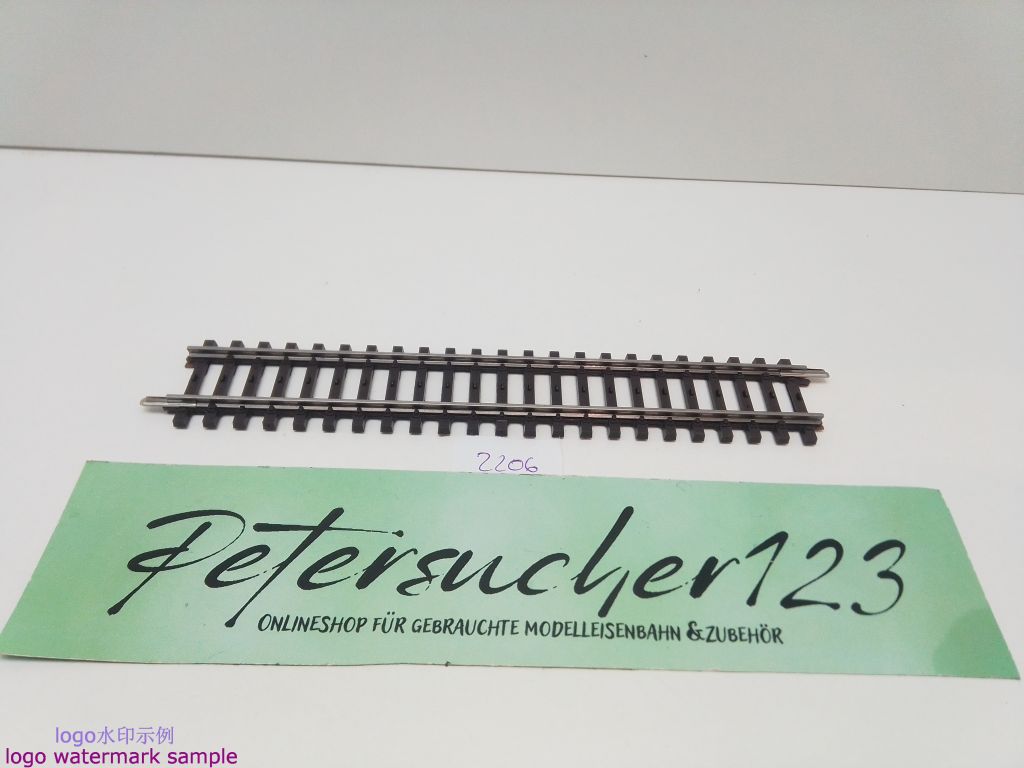 2206
Petersucher123
ONLINESHOP FÜR GEBRAUCHTE MODELLEISENBAHN &ZUBEHÖR
logo水印示例
logo watermark sample